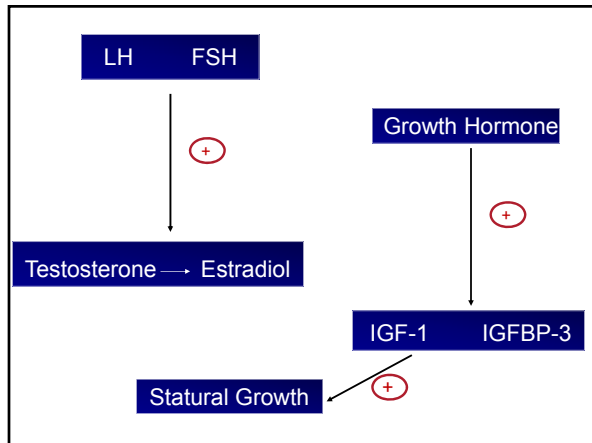 LH FSH
+
Growth Hormone
+
Testosterone Estradiol
IGF-1 IGFBP-3
+
Statural Growth